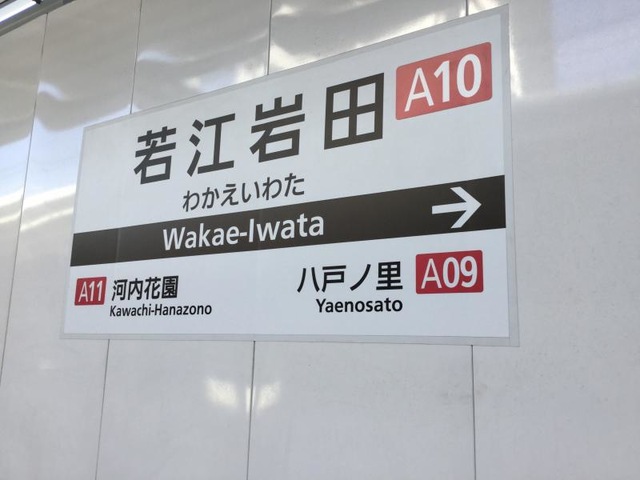 若江岩田 A10
わかえいわた
Wakae-Iwata →
A11 河内花園 八戸ノ里 A09
Kawachi-Hanazono Yaenosato